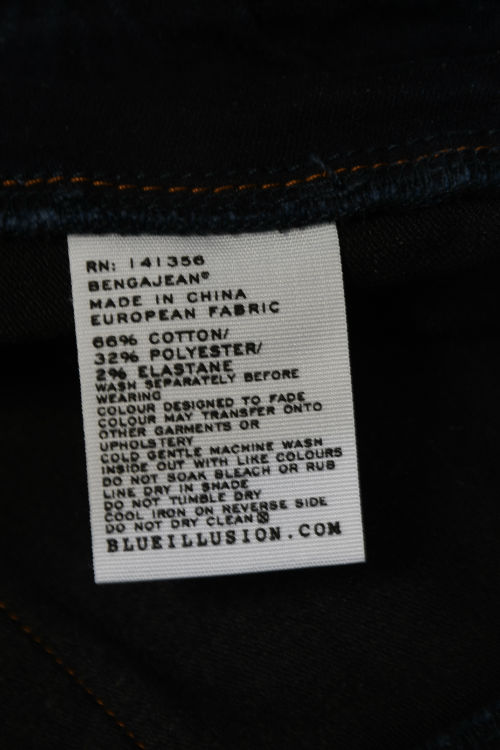 RN: 141356
BENGAJEAN®
MADE IN CHINA
EUROPEAN FABRIC
66% COTTON/
32% POLYESTER/
2% ELASTANE
WASH SEPARATELY BEFORE
WEARING
COLOUR DESIGNED TO FADE
COLOUR MAY TRANSFER ONTO
OTHER GARMENTS OR
UPHOLSTERY
COLD GENTLE MACHINE WASH
INSIDE OUT WITH LIKE COLOURS
DO NOT SOAK BLEACH OR RUB
LINE DRY IN SHADE
DO NOT TUMBLE DRY
COOL IRON ON REVERSE SIDE
DO NOT DRY CLEAN
BLUEILLUSION.COM